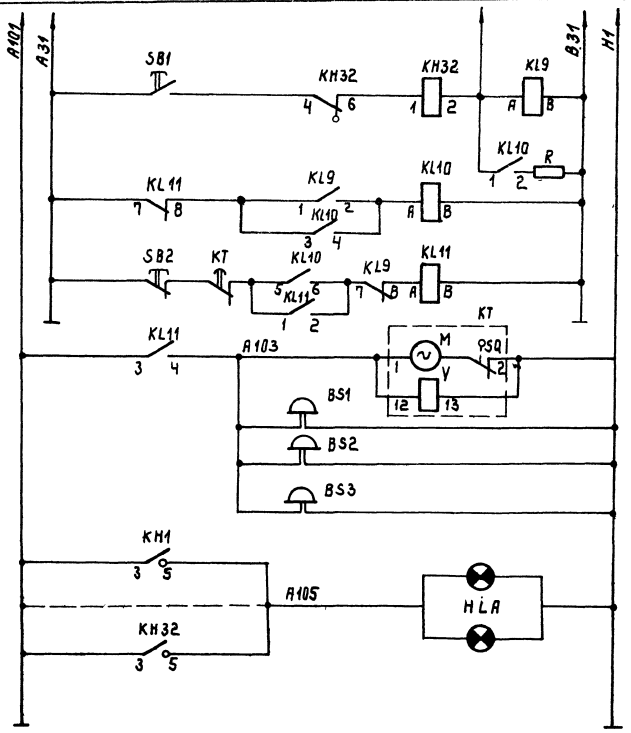 A101
A31
B31
H1
SB1
KH32
KH32
KL9
4 6
1 2
A B
KL10
R
1 2
KL11
KL9
KL10
7 8
1 2
A B
KL10
3 4
SB2
KT
KL10
KL9
KL11
5 6
7 8
A B
KL11
1 2
KT
KL11
A103
M
SQ
3 4
1
2
V
12
13
BS1
BS2
BS3
KH1
3 5
A105
HLA
KH32
3 5